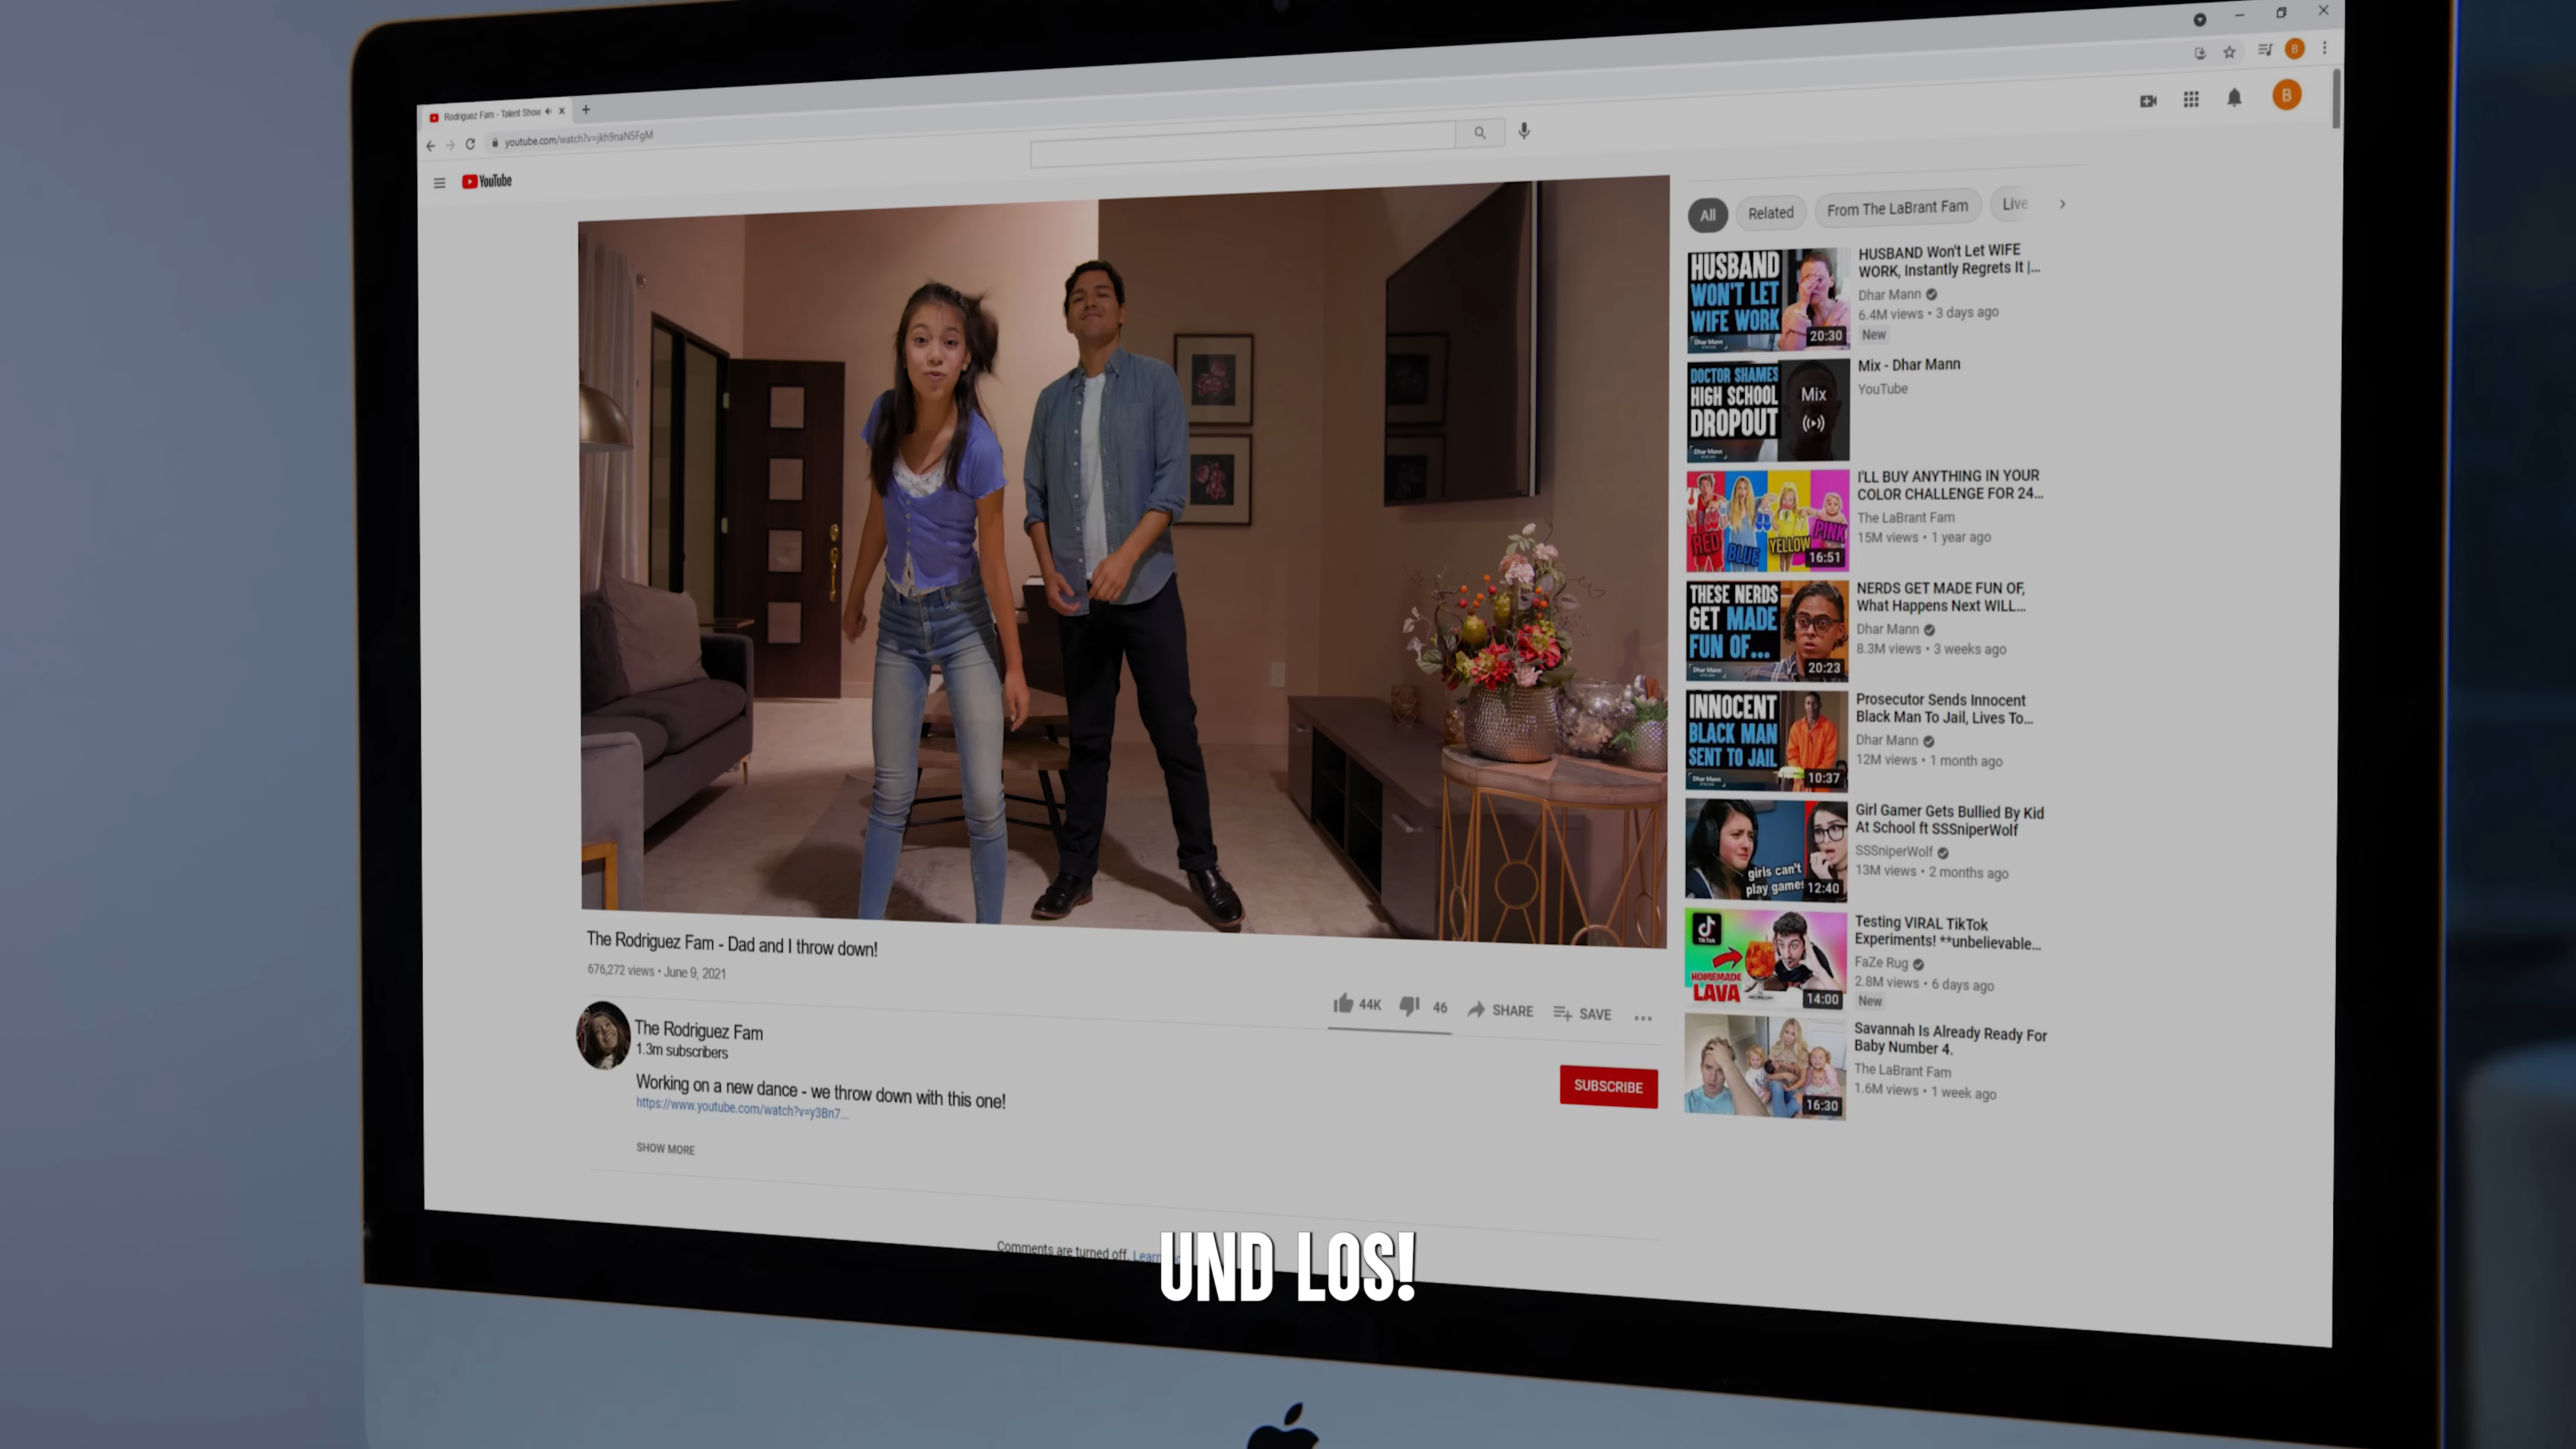 Rodriguez Fam - Talent Show
youtube.com/watch?v=jkh9naN5FgM
B
YouTube
B
All
Related
From The LaBrant Fam
Live
HUSBAND
WON'T LET
WIFE WORK
Dhar Mann
20:30
HUSBAND Won't Let WIFE
WORK, Instantly Regrets It |...
Dhar Mann
6.4M views • 3 days ago
New
DOCTOR SHAMES
HIGH SCHOOL
DROPOUT
Dhar Mann
Mix
Mix - Dhar Mann
YouTube
RED
BLUE
YELLOW
PINK
16:51
I'LL BUY ANYTHING IN YOUR
COLOR CHALLENGE FOR 24...
The LaBrant Fam
15M views • 1 year ago
THESE NERDS
GET MADE
FUN OF...
Dhar Mann
20:23
NERDS GET MADE FUN OF,
What Happens Next WILL...
Dhar Mann
8.3M views • 3 weeks ago
INNOCENT
BLACK MAN
SENT TO JAIL
Dhar Mann
10:37
Prosecutor Sends Innocent
Black Man To Jail, Lives To...
Dhar Mann
12M views • 1 month ago
girls can't
play games
12:40
Girl Gamer Gets Bullied By Kid
At School ft SSSniperWolf
SSSniperWolf
13M views • 2 months ago
TikTok
HOMEMADE
LAVA
14:00
Testing VIRAL TikTok
Experiments! **unbelievable...
FaZe Rug
2.8M views • 6 days ago
New
16:30
Savannah Is Already Ready For
Baby Number 4.
The LaBrant Fam
1.6M views • 1 week ago
The Rodriguez Fam - Dad and I throw down!
676,272 views • June 9, 2021
44K
46
SHARE
SAVE
The Rodriguez Fam
1.3m subscribers
SUBSCRIBE
Working on a new dance - we throw down with this one!
https://www.youtube.com/watch?v=y3Bn7...
SHOW MORE
Comments are turned off. Learn
UND LOS!